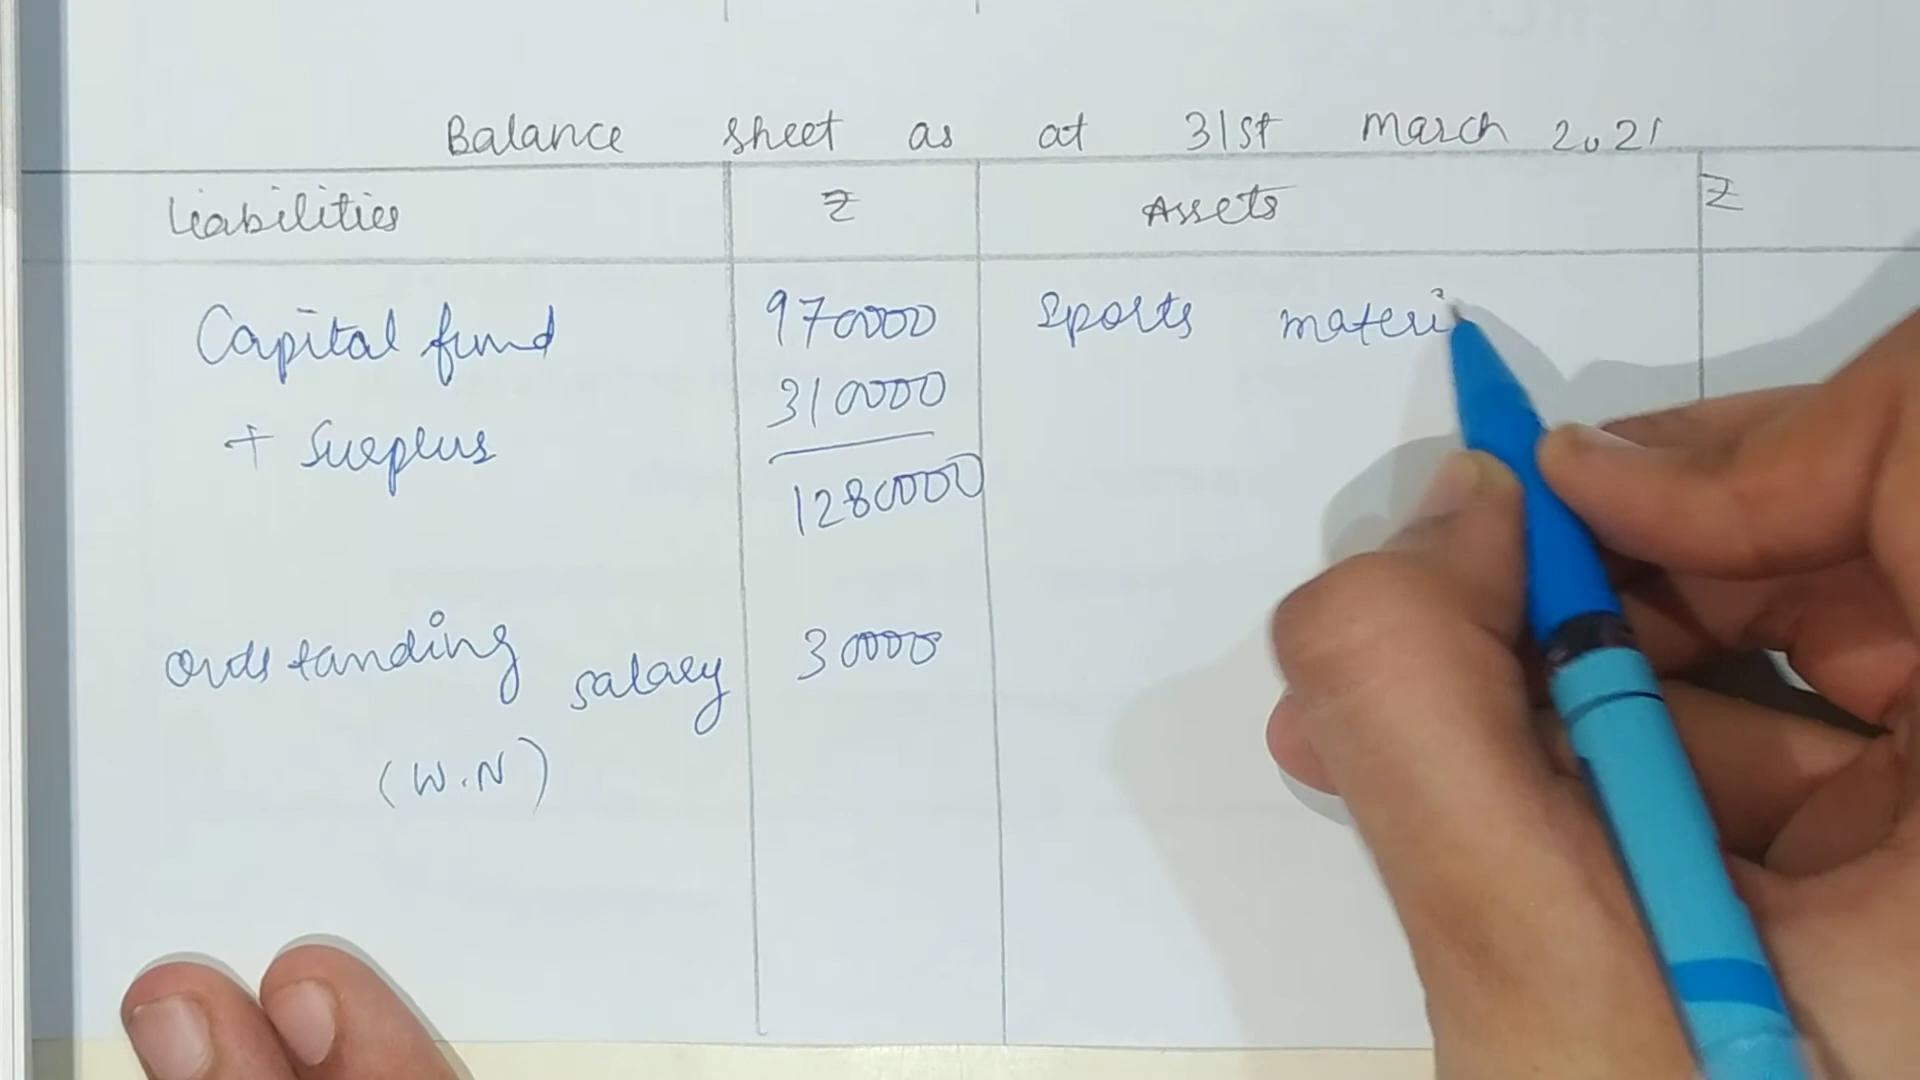 Balance sheet as at 31st march 2021
Liabilities ₹ Assets ₹
Capital fund 970000 Sports materi
+ Surplus 310000
1280000
outstanding salary 30000
(W.N)